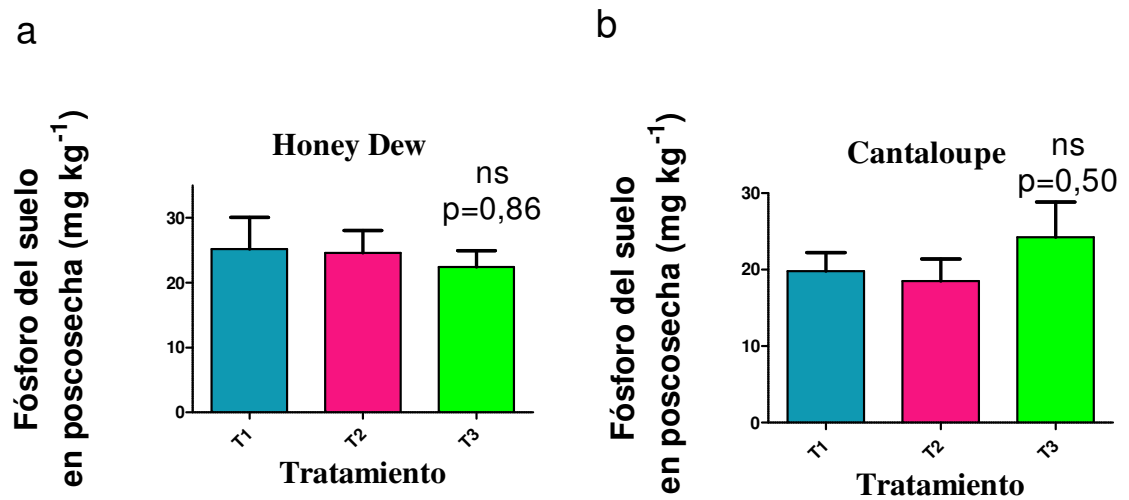 a
Honey Dew
ns
p=0,86
Fósforo del suelo
en poscosecha (mg kg-1)
30
20
10
0
T1 T2 T3
Tratamiento
b
Cantaloupe
ns
p=0,50
Fósforo del suelo
en poscosecha (mg kg-1)
30
20
10
0
T1 T2 T3
Tratamiento